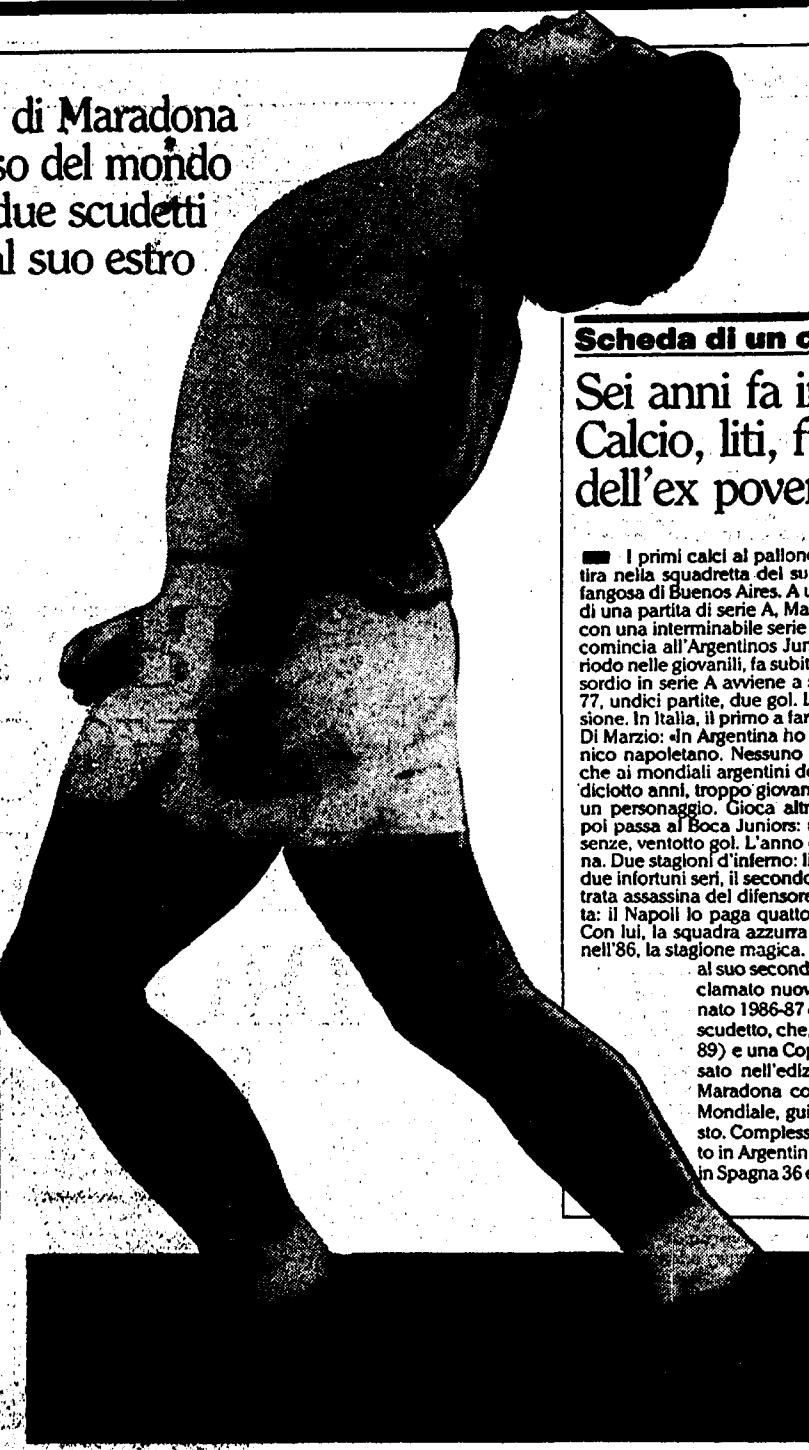 di Maradona
so del mondo
due scudetti
al suo estro
Scheda di un c
Sei anni fa i
Calcio, liti, f
dell'ex pover
I primi calci al pallone
tira nella squadretta del su
fangosa di Buenos Aires. A u
di una partita di serie A, Ma
con una interminabile serie
comincia all'Argentinos Jun
riodo nelle giovanili, fa subit
sordio in serie A avviene a s
77, undici partite, due gol. L
sione. In Italia, il primo a far
Di Marzio: «In Argentina ho
nico napoletano. Nessuno
che ai mondiali argentini de
diciotto anni, troppo giovan
un personaggio. Gioca altr
poi passa al Boca Juniors:
senze, ventotto gol. L'anno
na. Due stagioni d'inferno: li
due infortuni seri, il secondo
trata assassina del difensore
ta: il Napoli lo paga quatto
Con lui, la squadra azzurra
nell'86, la stagione magica.
al suo second
clamato nuov
nato 1986-87
scudetto, che,
89) e una Cop
sato nell'ediz
Maradona co
Mondiale, gui
sto. Compless
to in Argentin
in Spagna 36